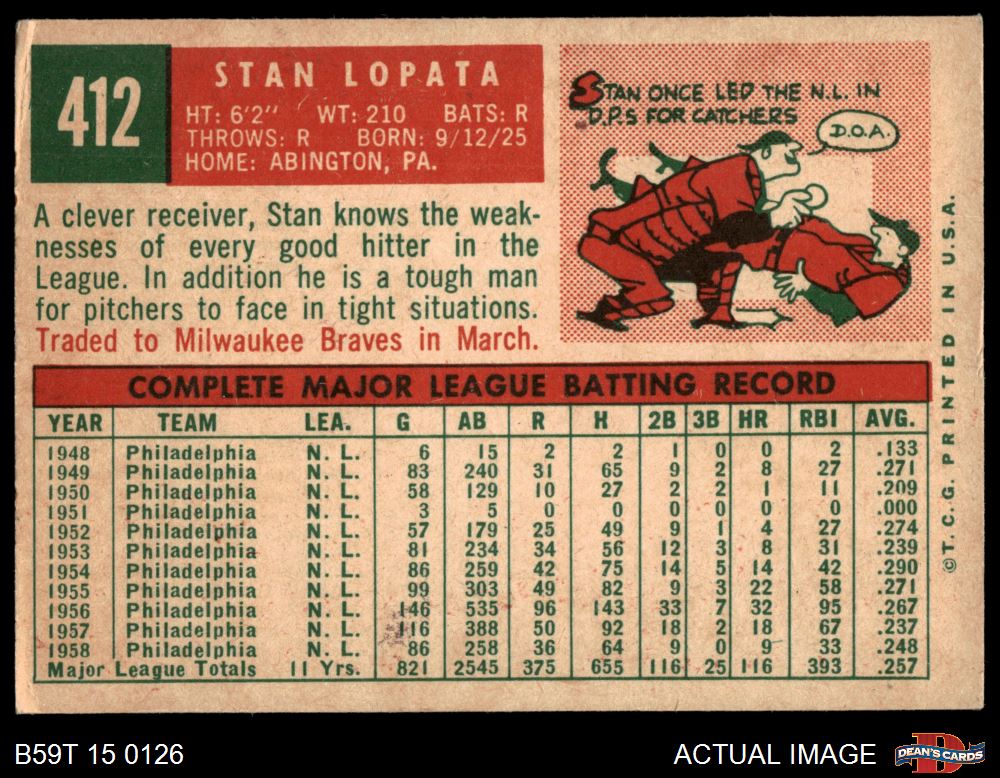 412
STAN LOPATA
HT: 6'2" WT: 210 BATS: R
THROWS: R BORN: 9/12/25
HOME: ABINGTON, PA.
STAN ONCE LED THE N.L. IN
D.P.S FOR CATCHERS
D.O.A.
A clever receiver, Stan knows the weak-
nesses of every good hitter in the
League. In addition he is a tough man
for pitchers to face in tight situations.
Traded to Milwaukee Braves in March.
COMPLETE MAJOR LEAGUE BATTING RECORD
YEAR TEAM LEA. G AB R H 2B 3B HR RBI AVG.
1948 Philadelphia N. L. 6 15 2 2 1 0 0 2 .133
1949 Philadelphia N. L. 83 240 31 65 9 2 8 27 .271
1950 Philadelphia N. L. 58 129 10 27 2 2 1 11 .209
1951 Philadelphia N. L. 3 5 0 0 0 0 0 0 .000
1952 Philadelphia N. L. 57 179 25 49 9 1 4 27 .274
1953 Philadelphia N. L. 81 234 34 56 12 3 8 31 .239
1954 Philadelphia N. L. 86 259 42 75 14 5 14 42 .290
1955 Philadelphia N. L. 99 303 49 82 9 3 22 58 .271
1956 Philadelphia N. L. 146 535 96 143 33 7 32 95 .267
1957 Philadelphia N. L. 116 388 50 92 18 2 18 67 .237
1958 Philadelphia N. L. 86 258 36 64 9 0 9 33 .248
Major League Totals 11 Yrs. 821 2545 375 655 116 25 116 393 .257
©T. C. G. PRINTED IN U.S.A.
B59T 15 0126
ACTUAL IMAGE
DEAN'S CARDS